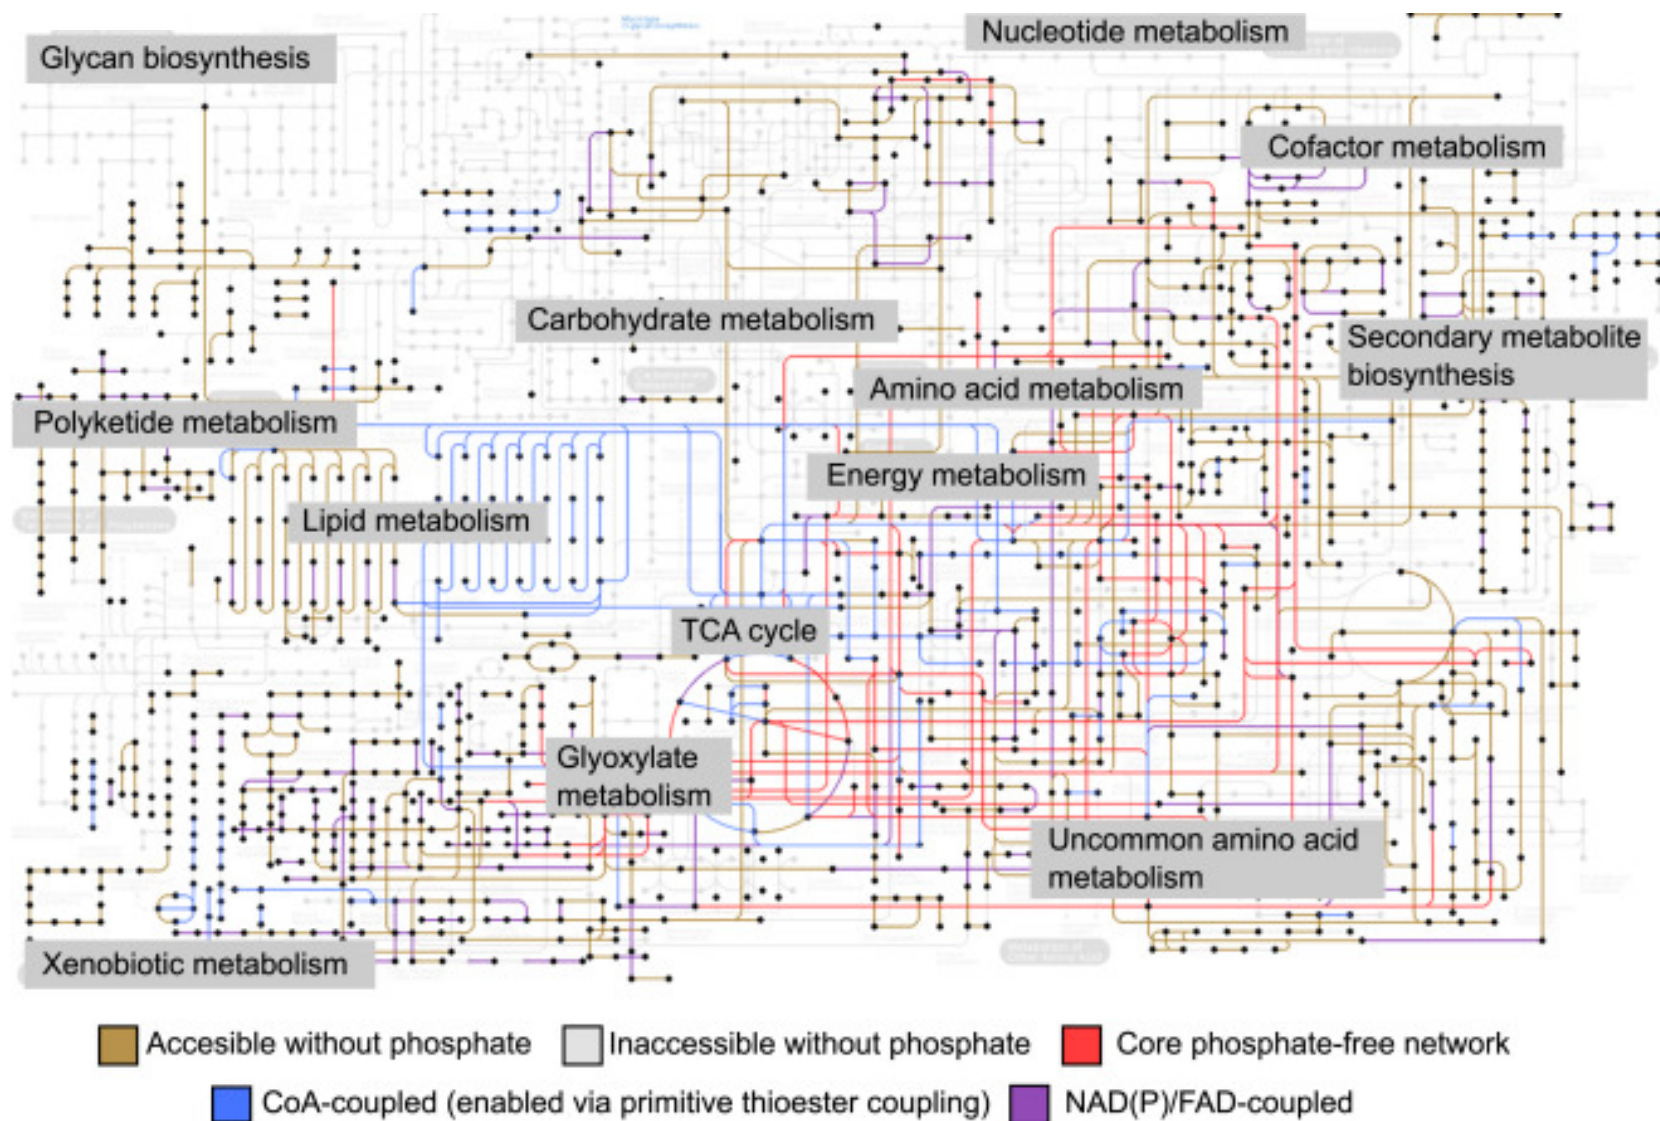 Nucleotide metabolism
Glycan biosynthesis
Cofactor metabolism
Carbohydrate metabolism
Secondary metabolite
biosynthesis
Amino acid metabolism
Polyketide metabolism
Energy metabolism
Lipid metabolism
TCA cycle
Glyoxylate
metabolism
Uncommon amino acid
metabolism
Xenobiotic metabolism
Accesible without phosphate
Inaccessible without phosphate
Core phosphate-free network
CoA-coupled (enabled via primitive thioester coupling)
NAD(P)/FAD-coupled